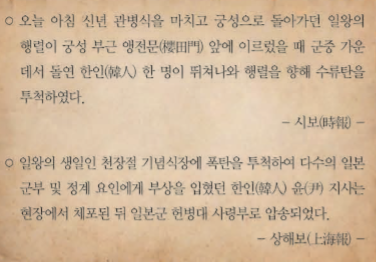 ○ 오늘 아침 신년 관병식을 마치고 궁성으로 돌아가던 일왕의
행렬이 궁성 부근 앵전문(櫻田門) 앞에 이르렀을 때 군중 가운
데서 돌연 한인(韓人) 한 명이 뛰쳐나와 행렬을 향해 수류탄을
투척하였다.
- 시보(時報) -
○ 일왕의 생일인 천장절 기념식장에 폭탄을 투척하여 다수의 일본
군부 및 정계 요인에게 부상을 입혔던 한인(韓人) 윤(尹) 지사는
현장에서 체포된 뒤 일본군 헌병대 사령부로 압송되었다.
- 상해보(上海報) -